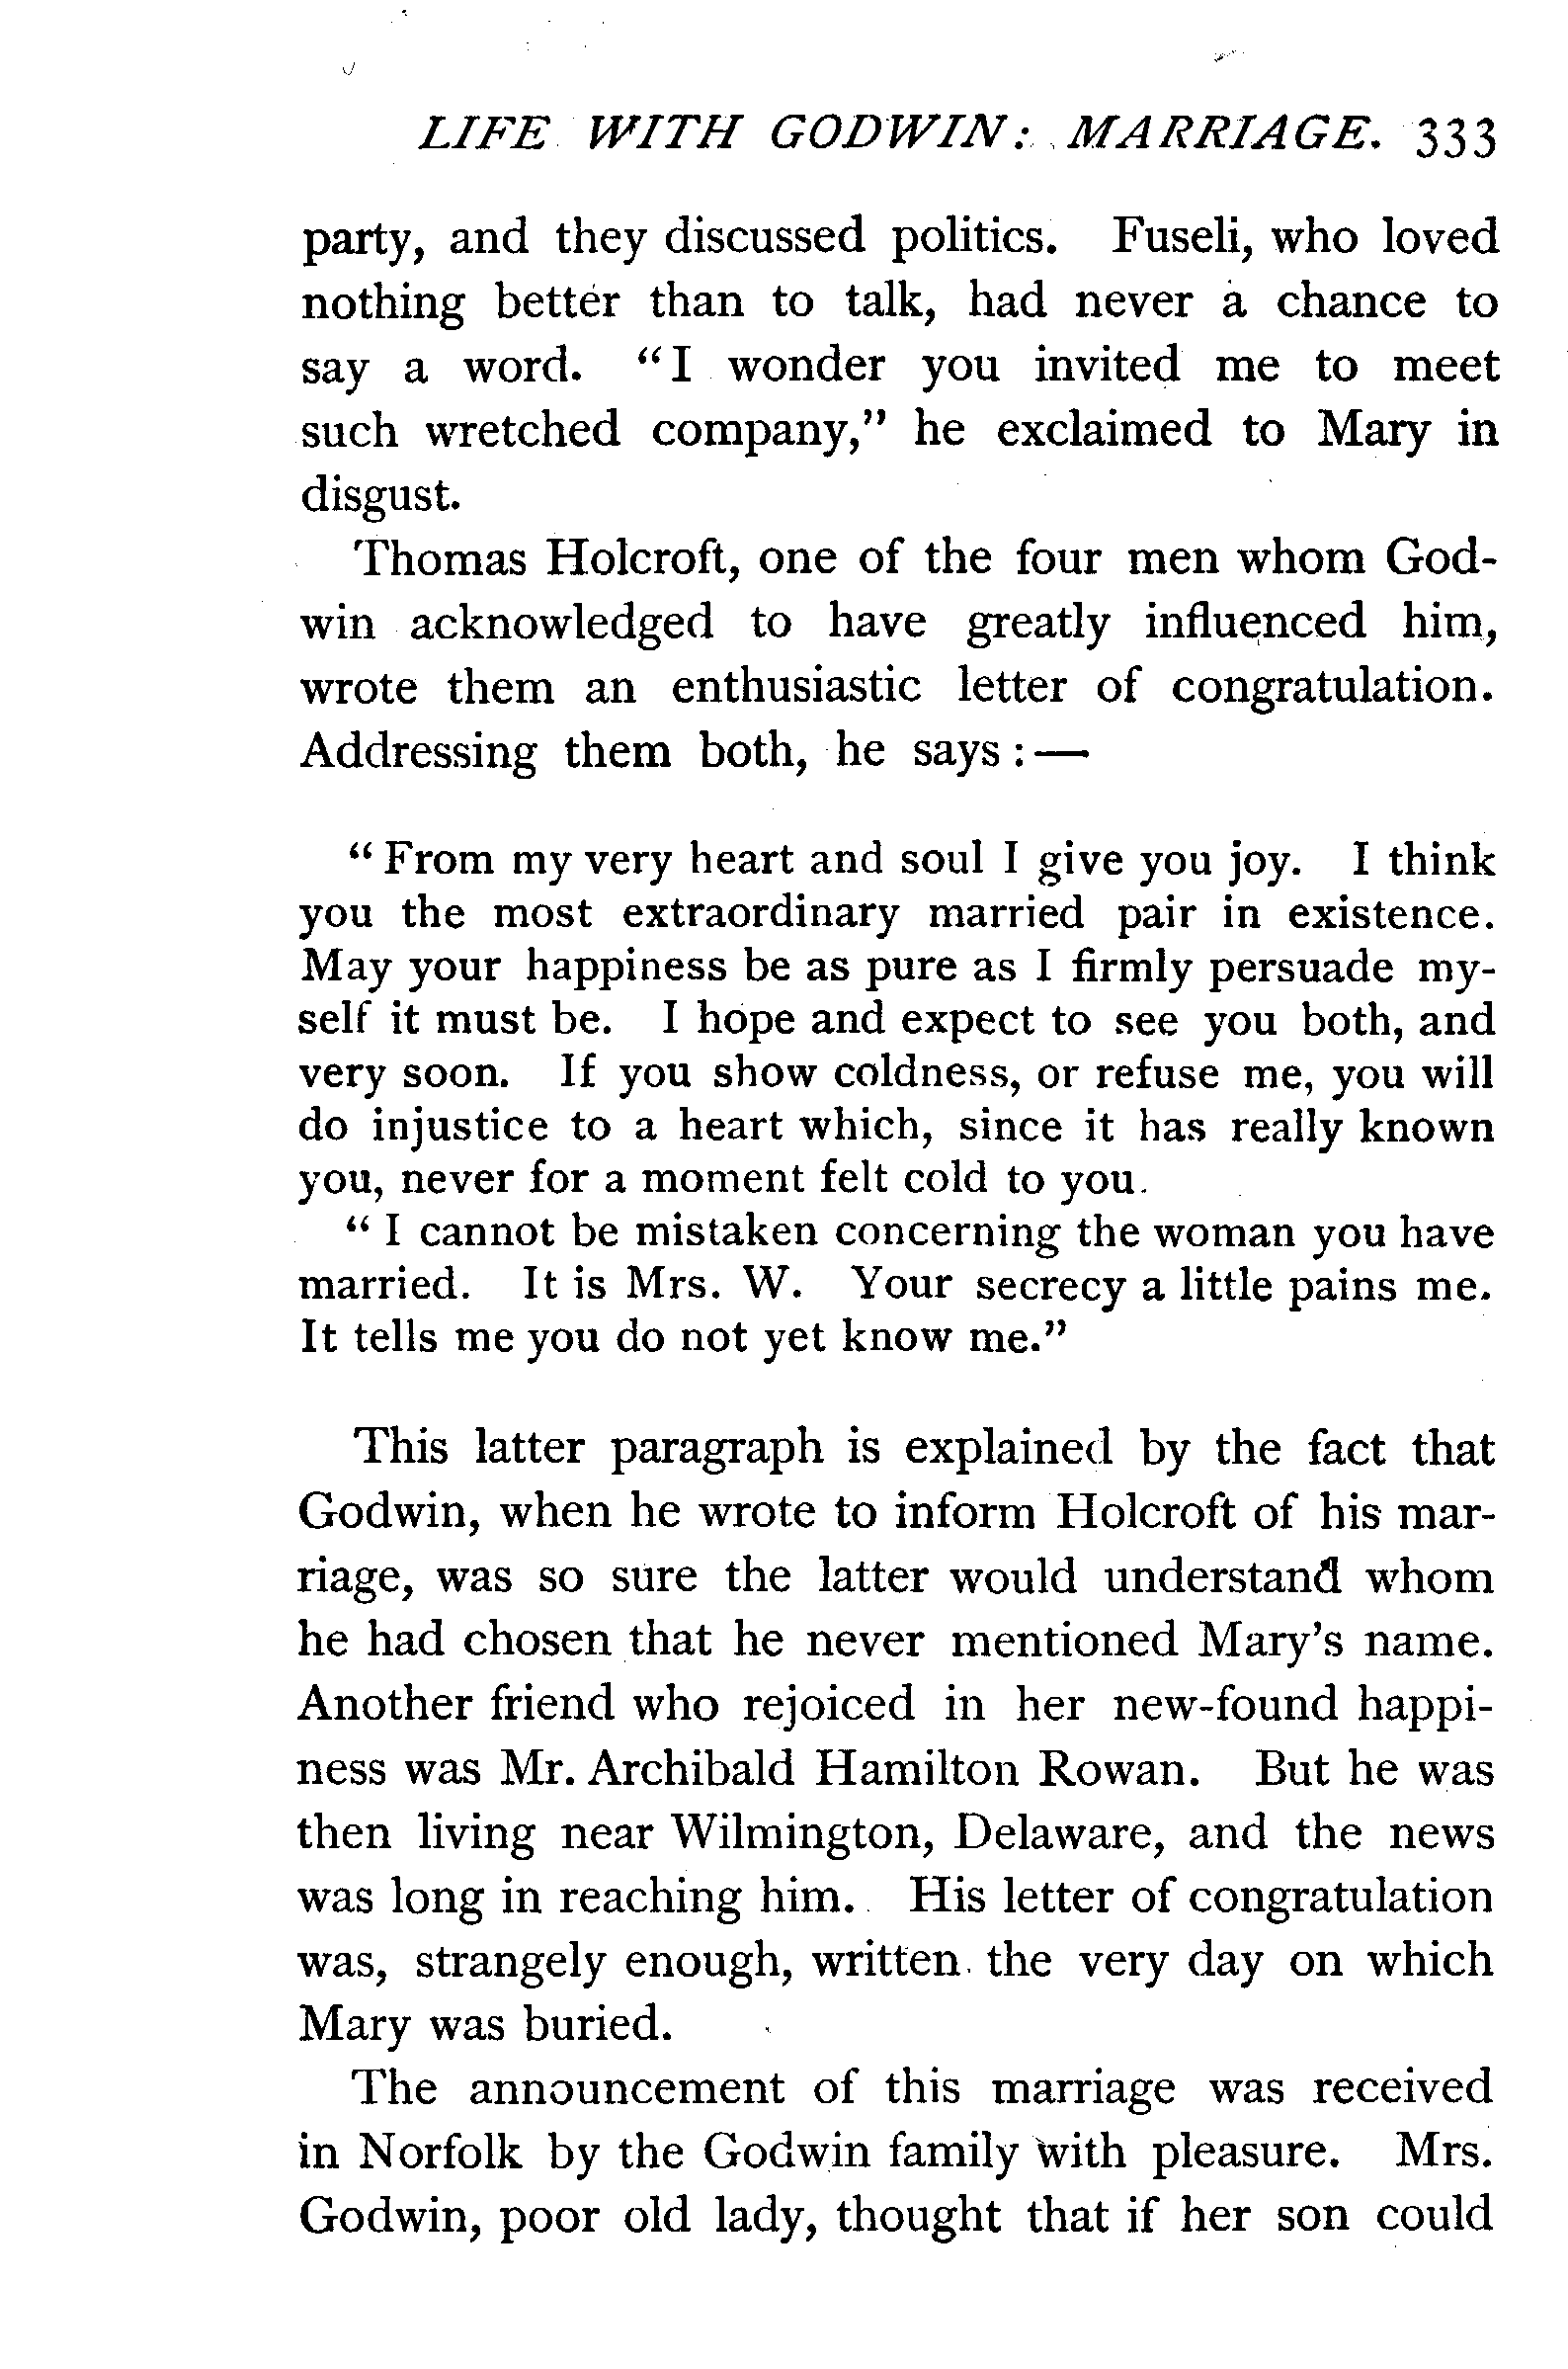 LIFE WITH GODWIN: MARRIAGE. 333
party, and they discussed politics. Fuseli, who loved
nothing better than to talk, had never a chance to
say a word. "I wonder you invited me to meet
such wretched company," he exclaimed to Mary in
disgust.
Thomas Holcroft, one of the four men whom God-
win acknowledged to have greatly influenced him,
wrote them an enthusiastic letter of congratulation.
Addressing them both, he says:—
"From my very heart and soul I give you joy. I think
you the most extraordinary married pair in existence.
May your happiness be as pure as I firmly persuade my-
self it must be. I hope and expect to see you both, and
very soon. If you show coldness, or refuse me, you will
do injustice to a heart which, since it has really known
you, never for a moment felt cold to you.
"I cannot be mistaken concerning the woman you have
married. It is Mrs. W. Your secrecy a little pains me.
It tells me you do not yet know me."
This latter paragraph is explained by the fact that
Godwin, when he wrote to inform Holcroft of his mar-
riage, was so sure the latter would understand whom
he had chosen that he never mentioned Mary's name.
Another friend who rejoiced in her new-found happi-
ness was Mr. Archibald Hamilton Rowan. But he was
then living near Wilmington, Delaware, and the news
was long in reaching him. His letter of congratulation
was, strangely enough, written the very day on which
Mary was buried.
The announcement of this marriage was received
in Norfolk by the Godwin family with pleasure. Mrs.
Godwin, poor old lady, thought that if her son could